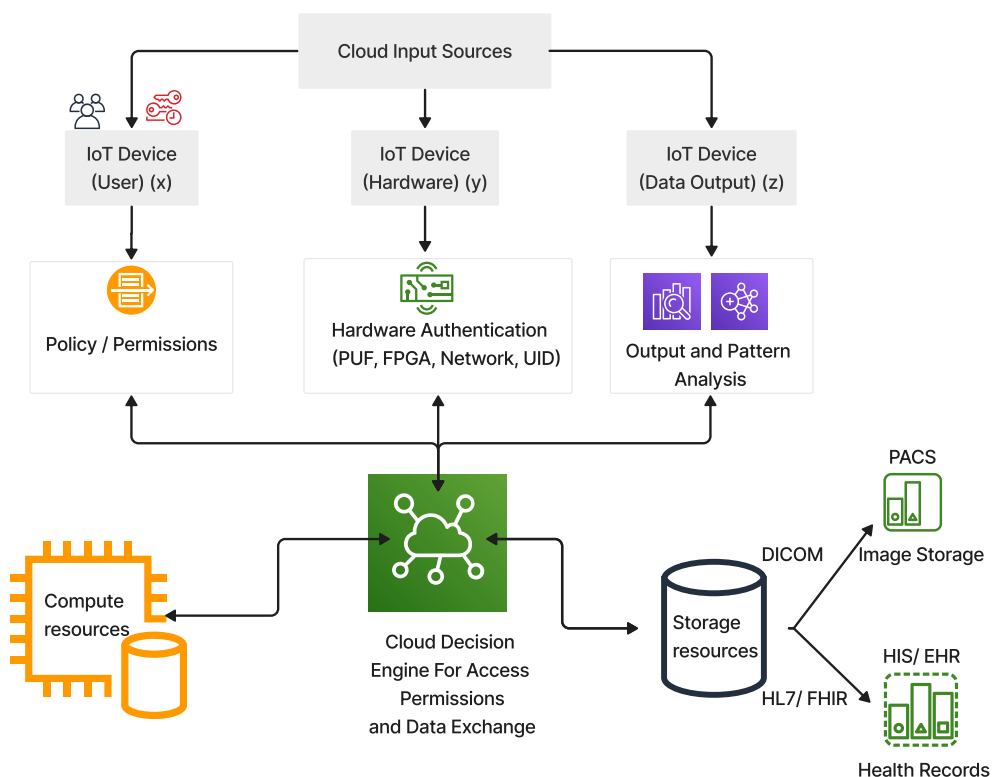 Cloud Input Sources
IoT Device
(User) (x)
IoT Device
(Hardware) (y)
IoT Device
(Data Output) (z)
Policy / Permissions
Hardware Authentication
(PUF, FPGA, Network, UID)
Output and Pattern
Analysis
PACS
DICOM
Image Storage
Compute
resources
Cloud Decision
Engine For Access
Permissions
and Data Exchange
Storage
resources
HIS/ EHR
HL7/ FHIR
Health Records